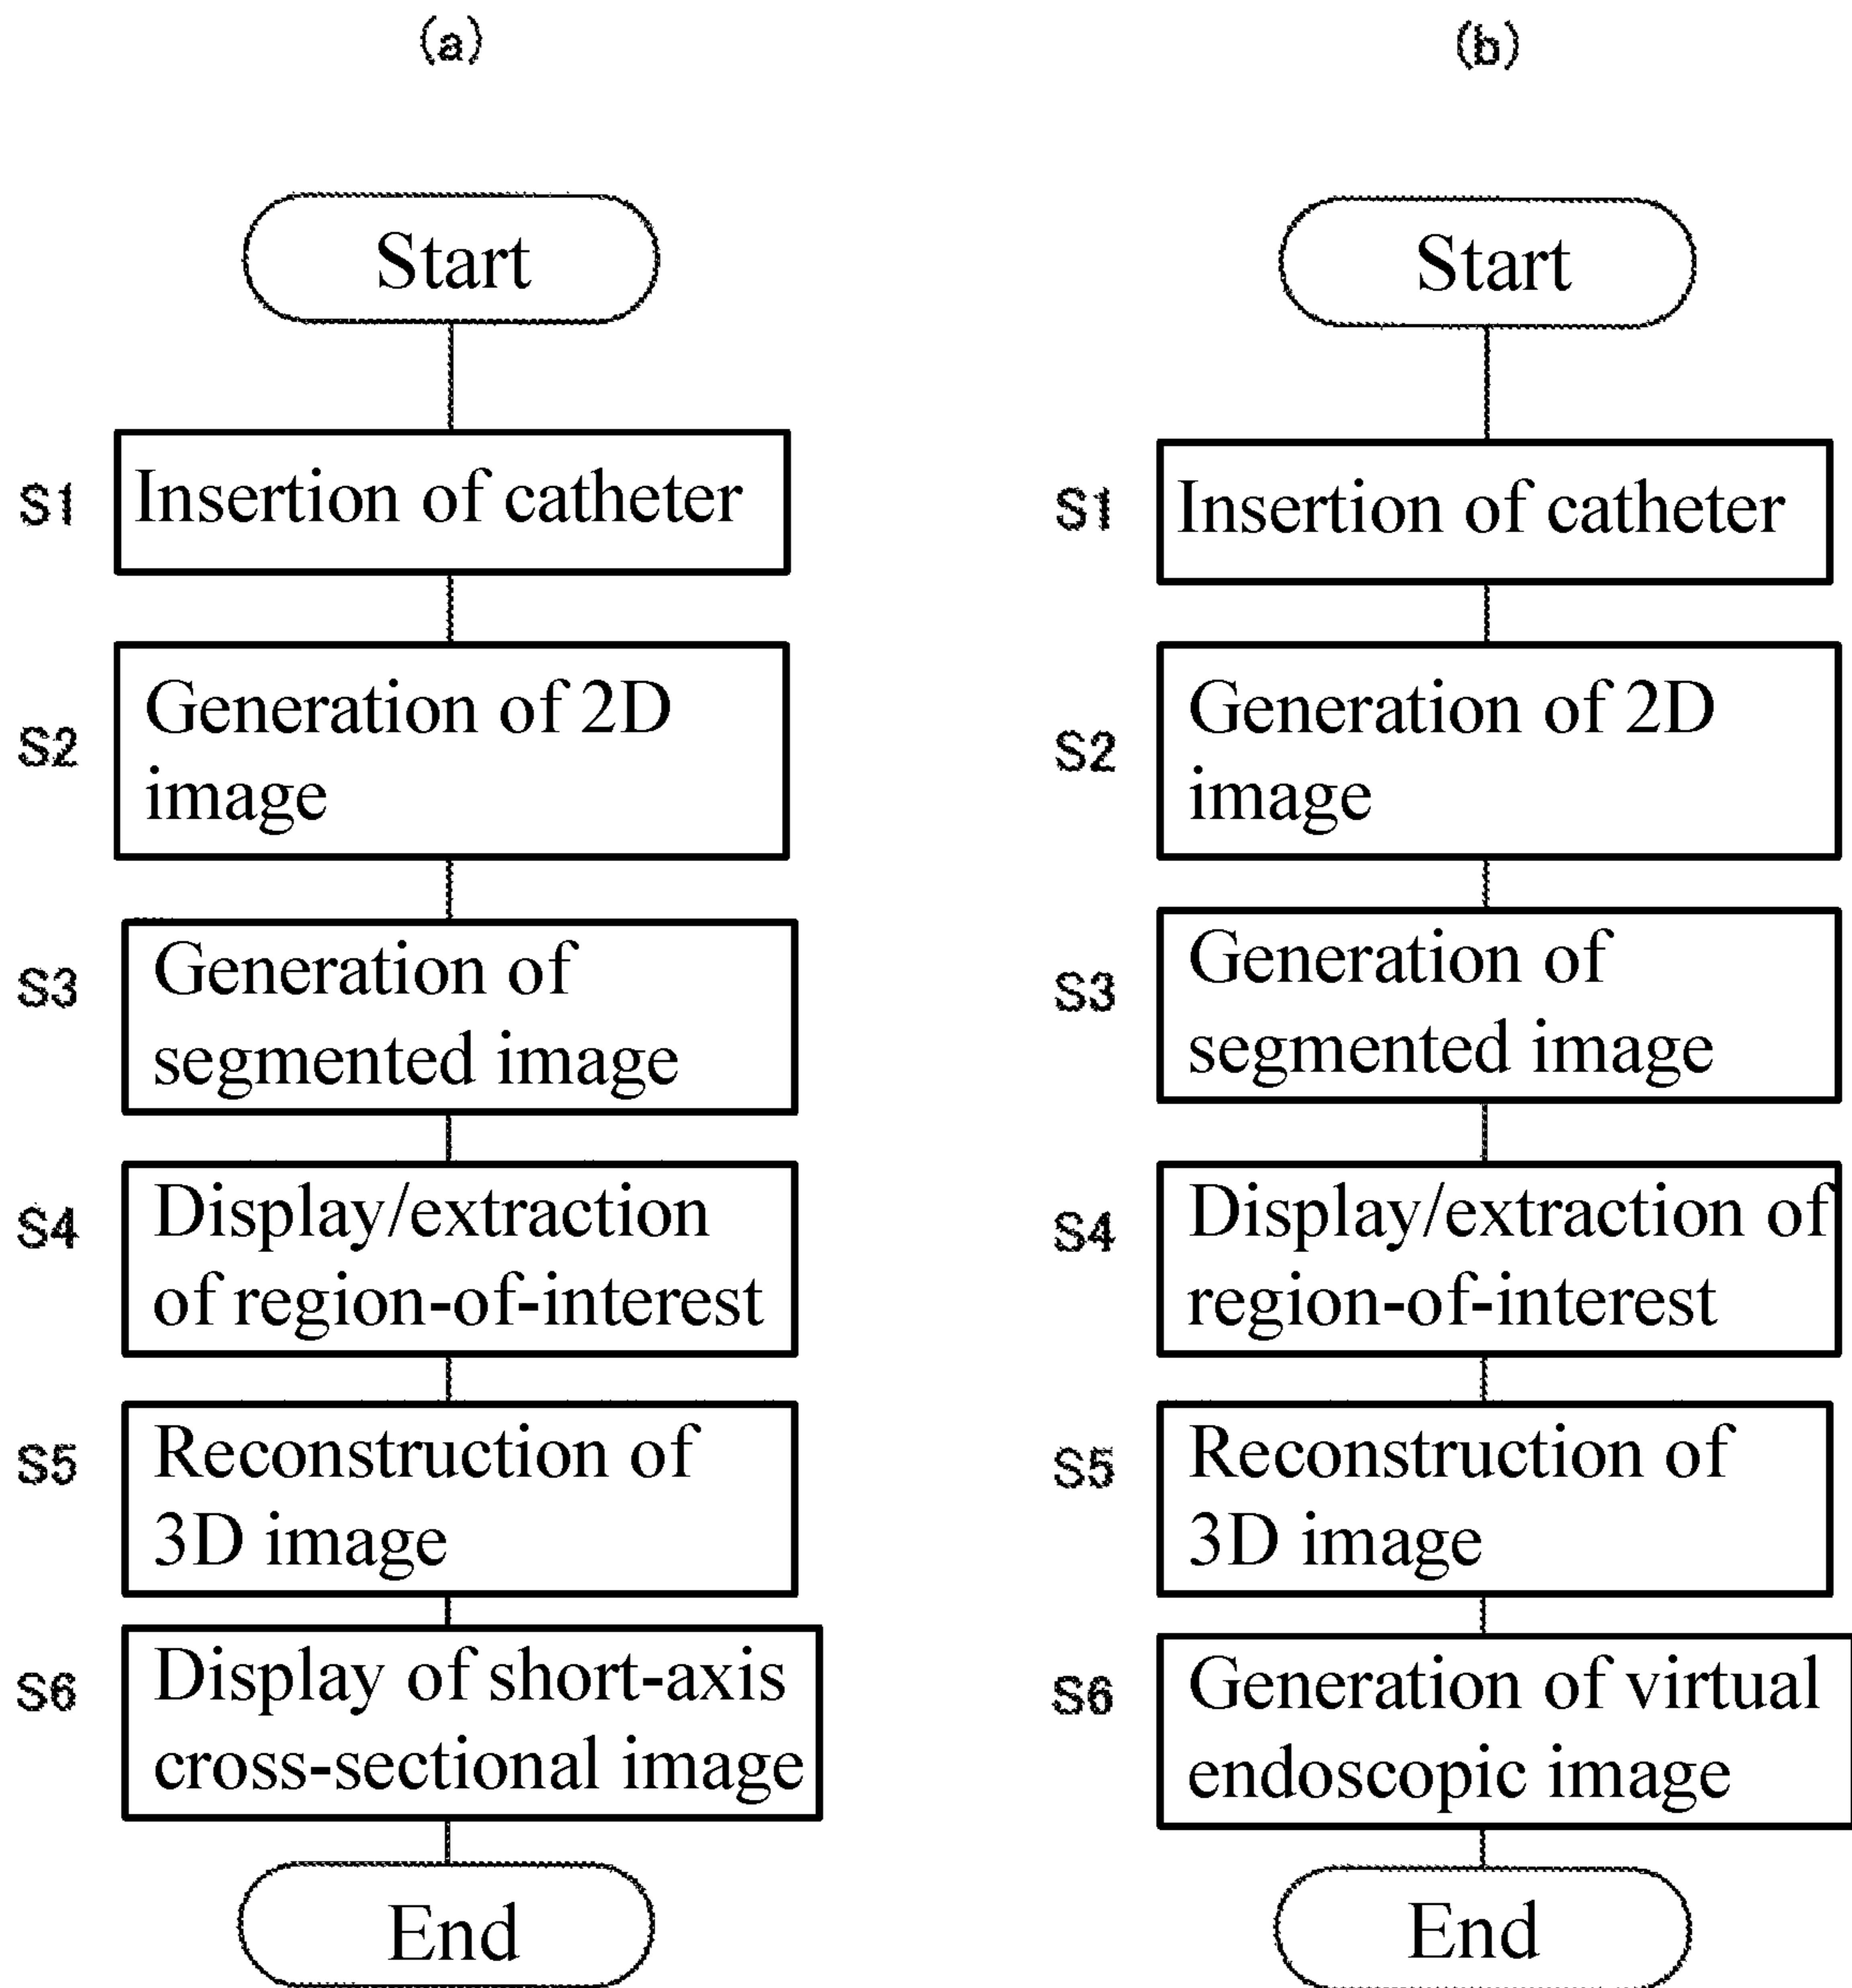 (a)
Start
S1
Insertion of catheter
S2
Generation of 2D
image
S3
Generation of
segmented image
S4
Display/extraction
of region-of-interest
S5
Reconstruction of
3D image
S6
Display of short-axis
cross-sectional image
End
(b)
Start
S1
Insertion of catheter
S2
Generation of 2D
image
S3
Generation of
segmented image
S4
Display/extraction of
region-of-interest
S5
Reconstruction of
3D image
S6
Generation of virtual
endoscopic image
End